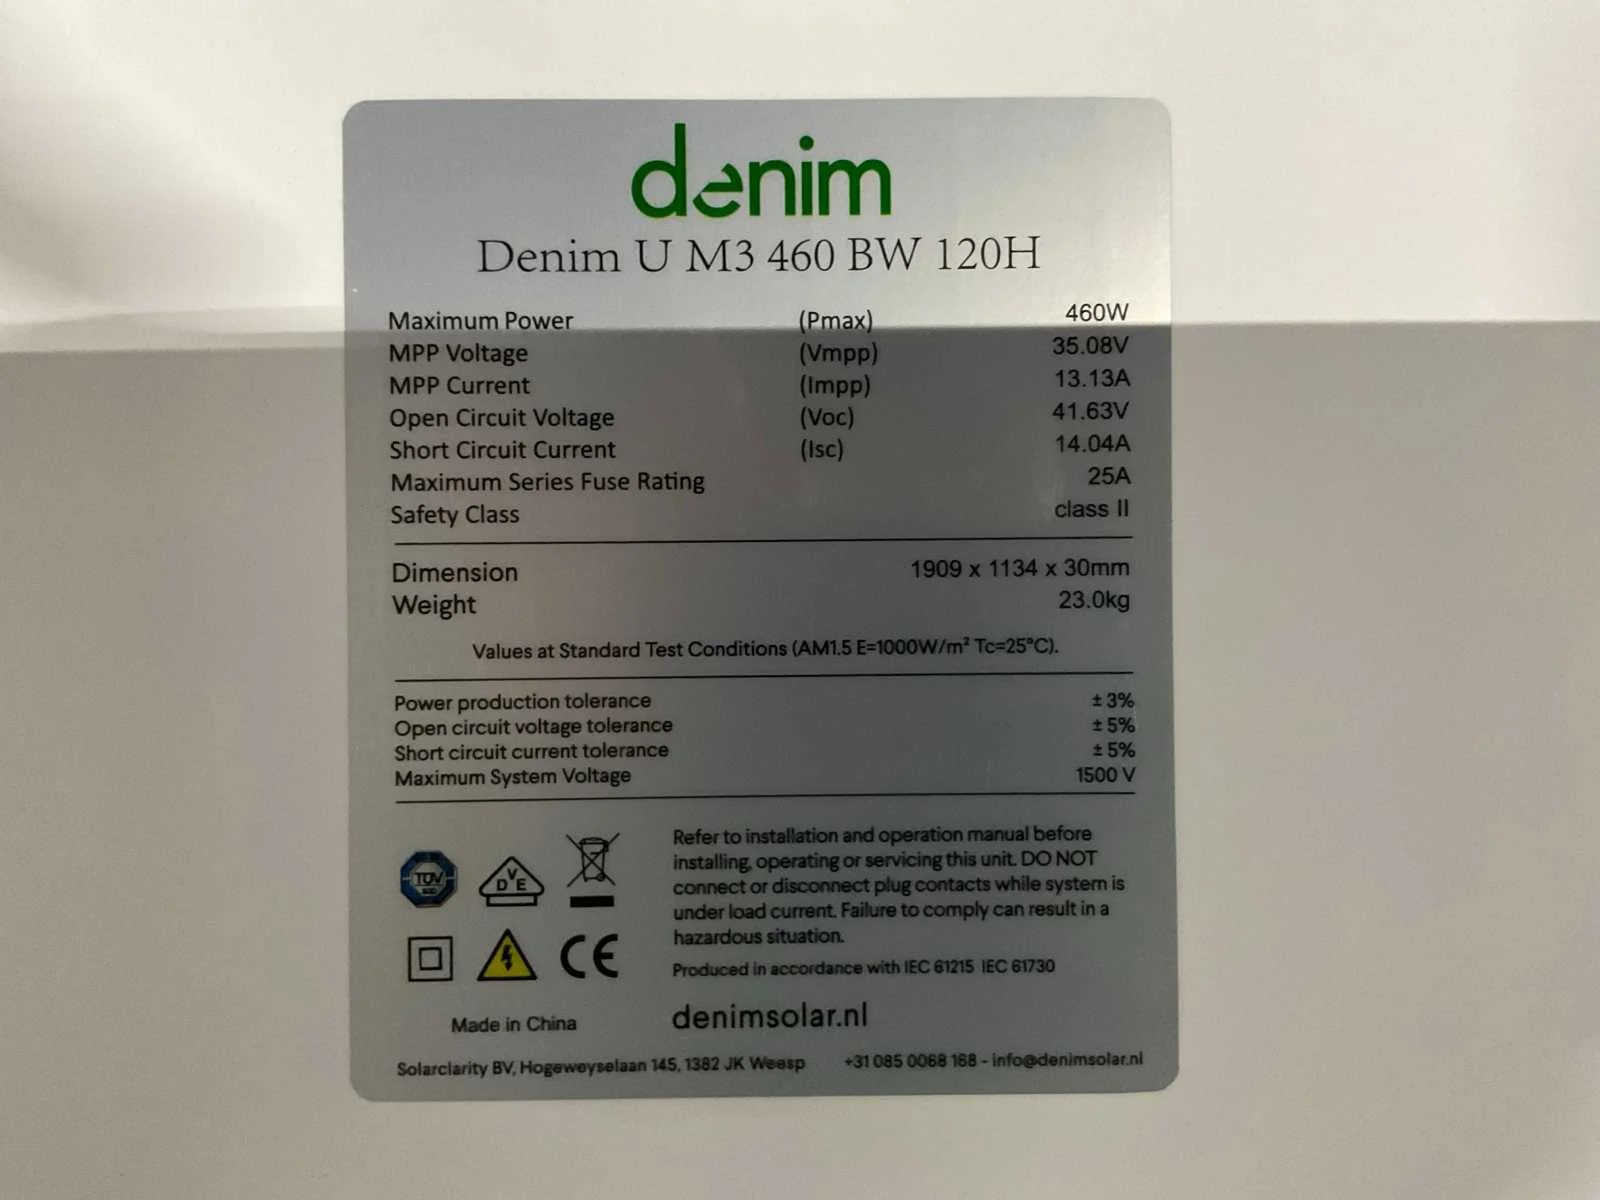 denim
Denim U M3 460 BW 120H
Maximum Power (Pmax) 460W
MPP Voltage (Vmpp) 35.08V
MPP Current (Impp) 13.13A
Open Circuit Voltage (Voc) 41.63V
Short Circuit Current (Isc) 14.04A
Maximum Series Fuse Rating 25A
Safety Class class II
Dimension 1909 x 1134 x 30mm
Weight 23.0kg
Values at Standard Test Conditions (AM1.5 E=1000W/m² Tc=25°C).
Power production tolerance ± 3%
Open circuit voltage tolerance ± 5%
Short circuit current tolerance ± 5%
Maximum System Voltage 1500 V
Refer to installation and operation manual before
installing, operating or servicing this unit. DO NOT
connect or disconnect plug contacts while system is
under load current. Failure to comply can result in a
hazardous situation.
Produced in accordance with IEC 61215 IEC 61730
TÜV
DVE
CE
Made in China
denimsolar.nl
Solarclarity BV, Hogeweyselaan 145, 1382 JK Weesp +31 085 0068 168 - info@denimsolar.nl